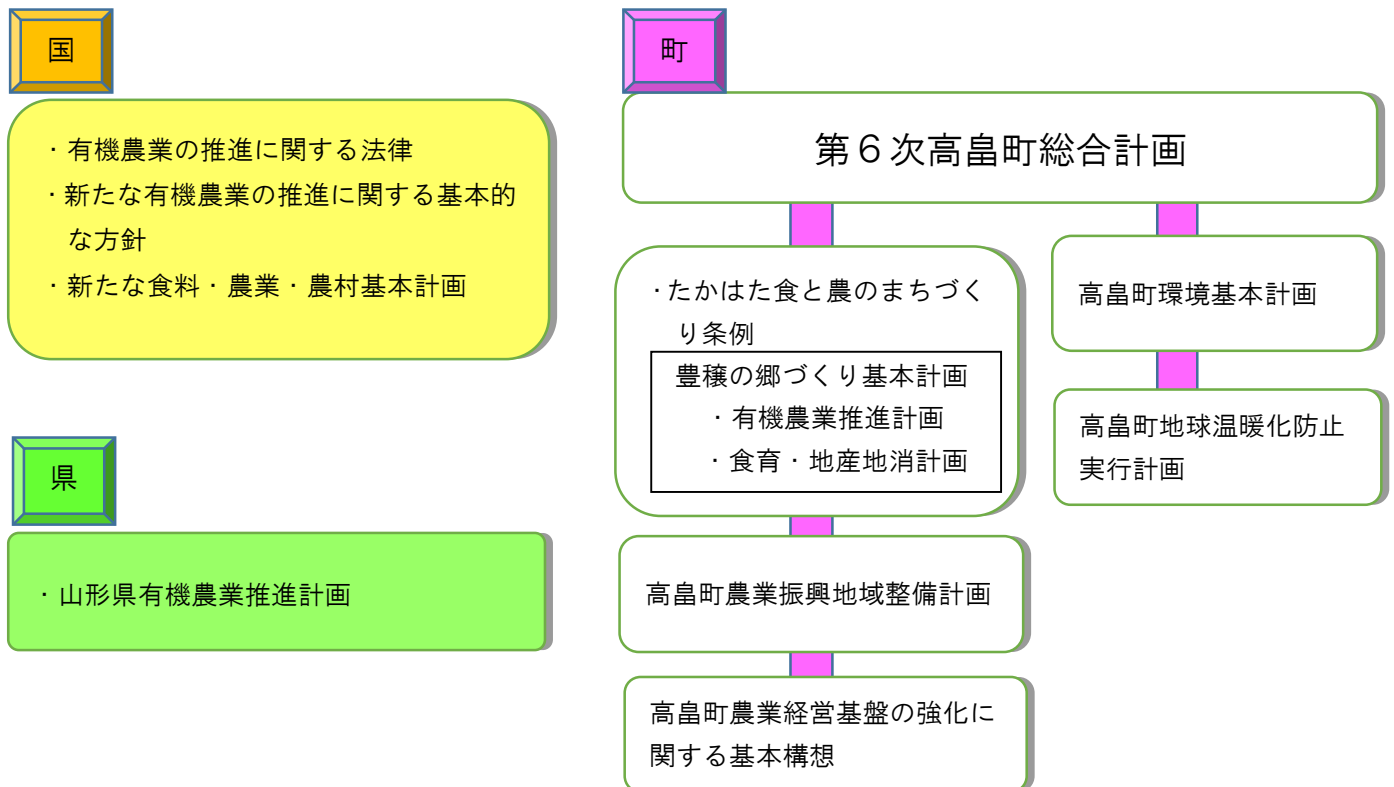 国
・有機農業の推進に関する法律
・新たな有機農業の推進に関する基本的
な方針
・新たな食料・農業・農村基本計画
県
・山形県有機農業推進計画
町
第6次高畠町総合計画
・たかはた食と農のまちづく
り条例
豊穣の郷づくり基本計画
・有機農業推進計画
・食育・地産地消計画
高畠町農業振興地域整備計画
高畠町農業経営基盤の強化に
関する基本構想
高畠町環境基本計画
高畠町地球温暖化防止
実行計画